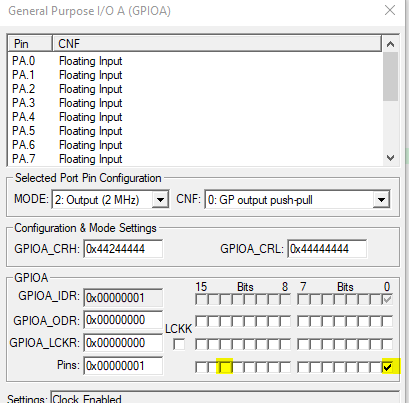 General Purpose I/O A (GPIOA)
Pin CNF
PA.0 Floating Input
PA.1 Floating Input
PA.2 Floating Input
PA.3 Floating Input
PA.4 Floating Input
PA.5 Floating Input
PA.6 Floating Input
PA.7 Floating Input
Selected Port Pin Configuration
MODE: 2: Output (2 MHz) CNF: 0: GP output push-pull
Configuration & Mode Settings
GPIOA_CRH: 0x44244444 GPIOA_CRL: 0x44444444
GPIOA
15 Bits 8 7 Bits 0
GPIOA_IDR: 0x00000001
GPIOA_ODR: 0x00000000 LCKK
GPIOA_LCKR: 0x00000000
Pins: 0x00000001
Settings: Clock Enabled